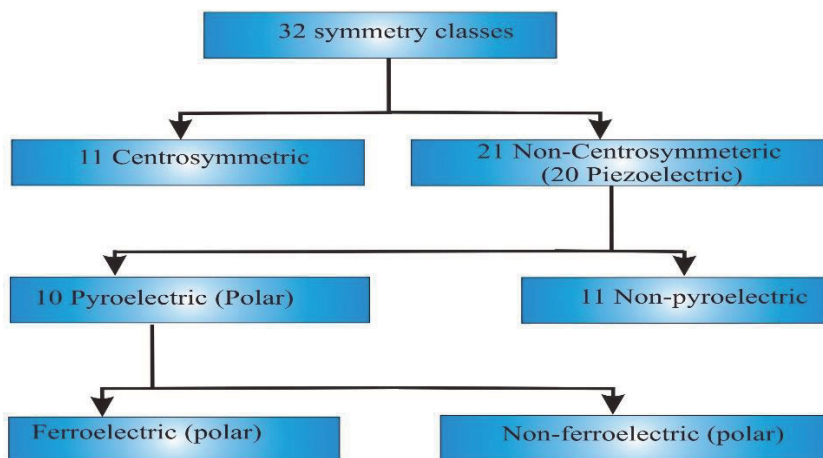 32 symmetry classes
11 Centrosymmetric
21 Non-Centrosymmeteric
(20 Piezoelectric)
10 Pyroelectric (Polar)
11 Non-pyroelectric
Ferroelectric (polar)
Non-ferroelectric (polar)